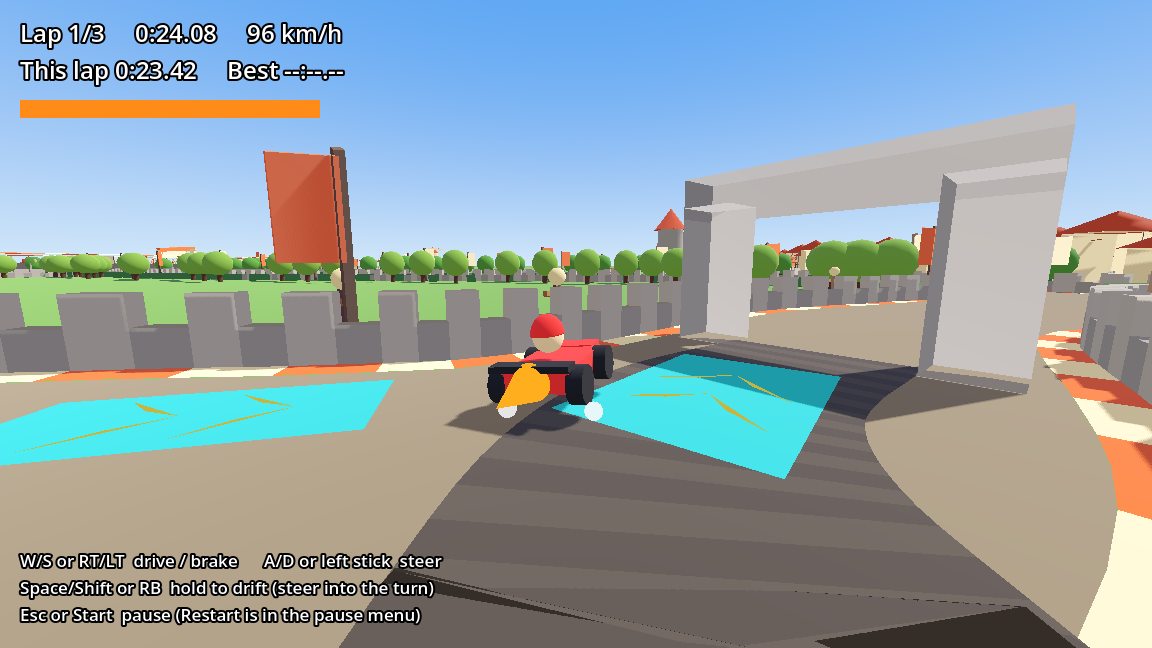 Lap 1/3 0:24.08 96 km/h
This lap 0:23.42 Best --:--.--
W/S or RT/LT drive / brake A/D or left stick steer
Space/Shift or RB hold to drift (steer into the turn)
Esc or Start pause (Restart is in the pause menu)